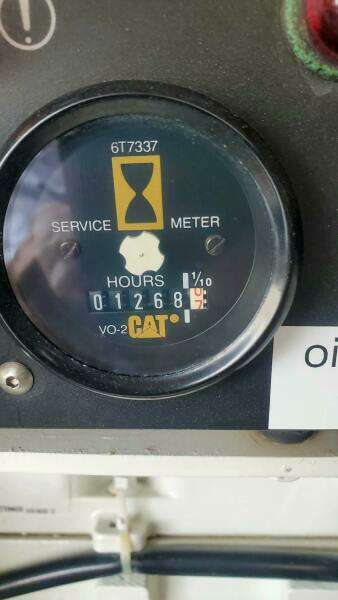 6T7337
SERVICE METER
HOURS 1/10
01268
VO-2 CAT
oi